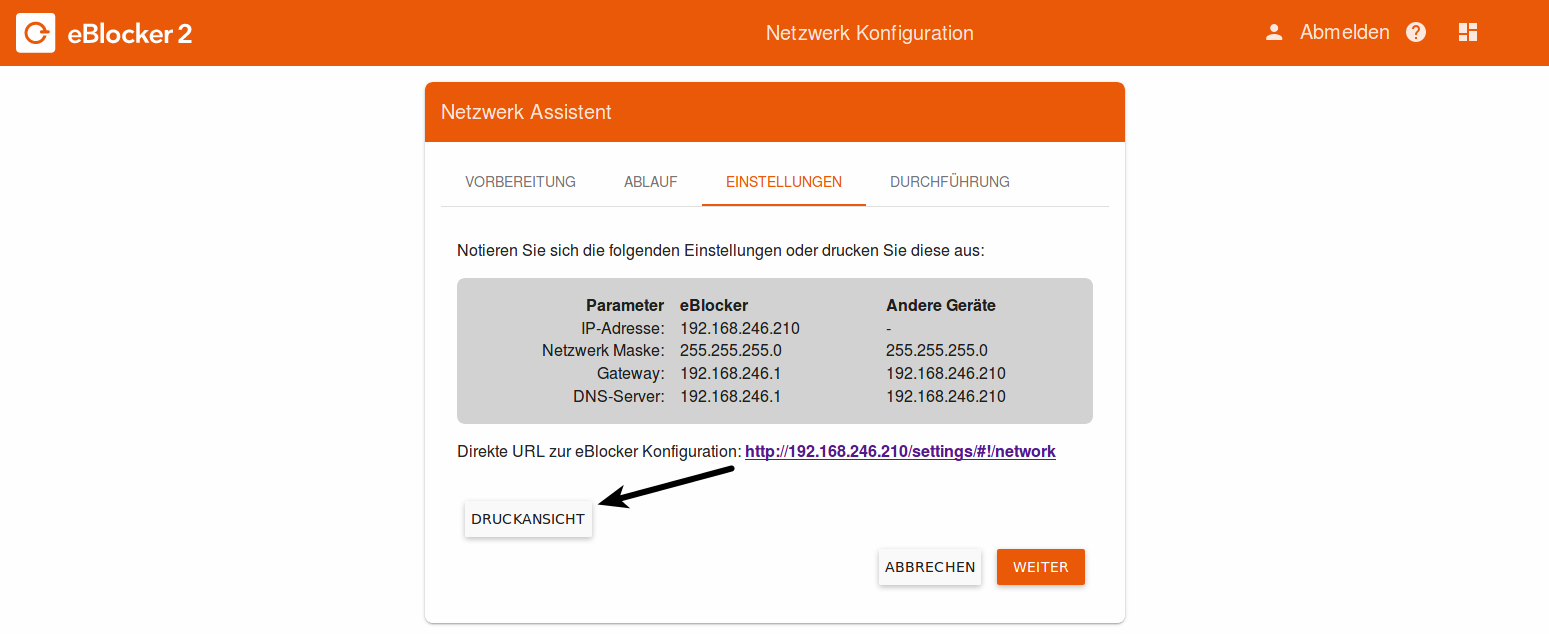 eBlocker 2
Netzwerk Konfiguration
Abmelden ?
Netzwerk Assistent
VORBEREITUNG ABLAUF EINSTELLUNGEN DURCHFÜHRUNG
Notieren Sie sich die folgenden Einstellungen oder drucken Sie diese aus:
Parameter eBlocker Andere Geräte
IP-Adresse: 192.168.246.210 -
Netzwerk Maske: 255.255.255.0 255.255.255.0
Gateway: 192.168.246.1 192.168.246.210
DNS-Server: 192.168.246.1 192.168.246.210
Direkte URL zur eBlocker Konfiguration: http://192.168.246.210/settings/#!/network
DRUCKANSICHT
ABBRECHEN WEITER